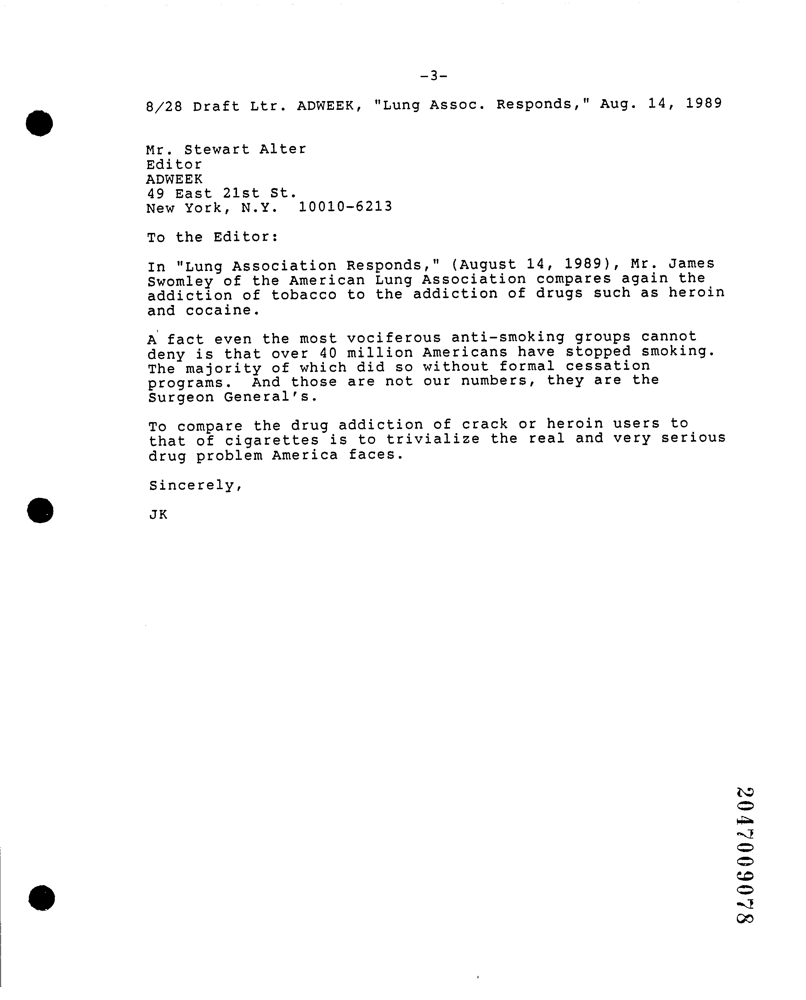 -3-
8/28 Draft Ltr. ADWEEK, "Lung Assoc. Responds," Aug. 14, 1989
Mr. Stewart Alter
Editor
ADWEEK
49 East 21st St.
New York, N.Y. 10010-6213
To the Editor:
In "Lung Association Responds," (August 14, 1989), Mr. James
Swomley of the American Lung Association compares again the
addiction of tobacco to the addiction of drugs such as heroin
and cocaine.
A fact even the most vociferous anti-smoking groups cannot
deny is that over 40 million Americans have stopped smoking.
The majority of which did so without formal cessation
programs. And those are not our numbers, they are the
Surgeon General's.
To compare the drug addiction of crack or heroin users to
that of cigarettes is to trivialize the real and very serious
drug problem America faces.
Sincerely,
JK
2047009078